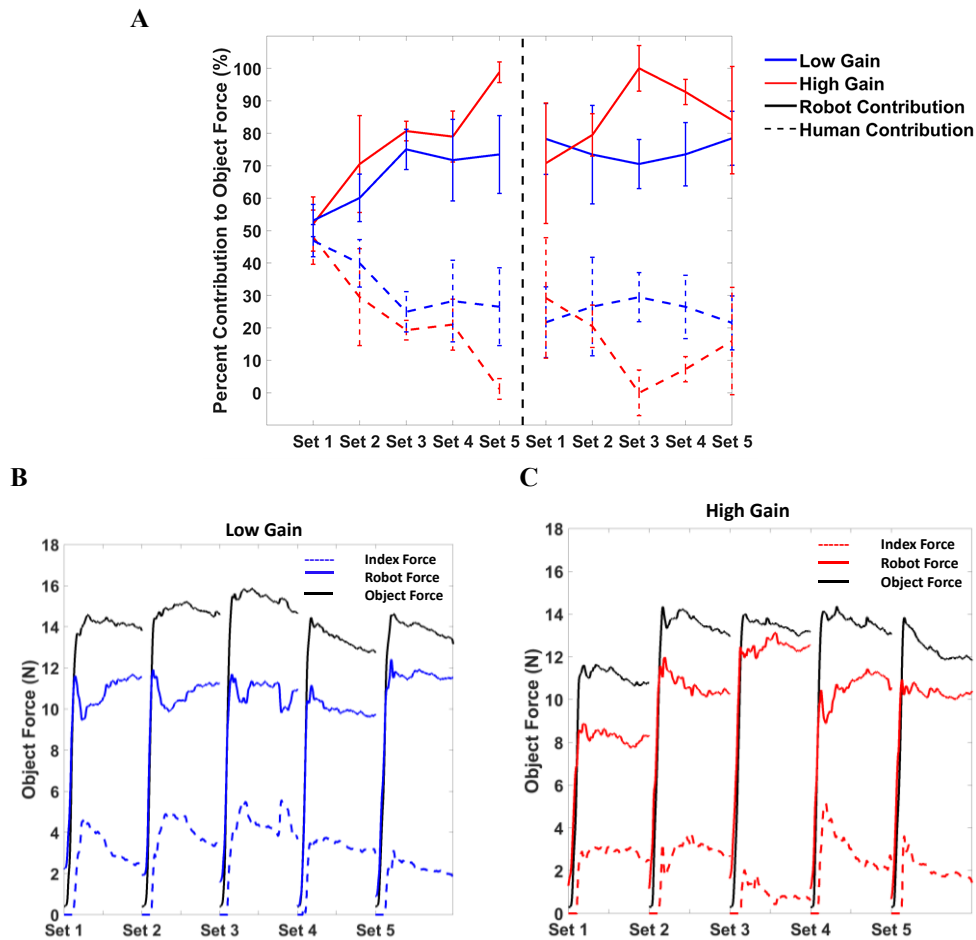 A
Percent Contribution to Object Force (%)
100
90
80
70
60
50
40
30
20
10
0
Set 1 Set 2 Set 3 Set 4 Set 5 Set 1 Set 2 Set 3 Set 4 Set 5
Low Gain
High Gain
Robot Contribution
Human Contribution
B
Low Gain
Object Force (N)
18
16
14
12
10
8
6
4
2
0
Index Force
Robot Force
Object Force
Set 1 Set 2 Set 3 Set 4 Set 5
C
High Gain
Object Force (N)
18
16
14
12
10
8
6
4
2
0
Index Force
Robot Force
Object Force
Set 1 Set 2 Set 3 Set 4 Set 5